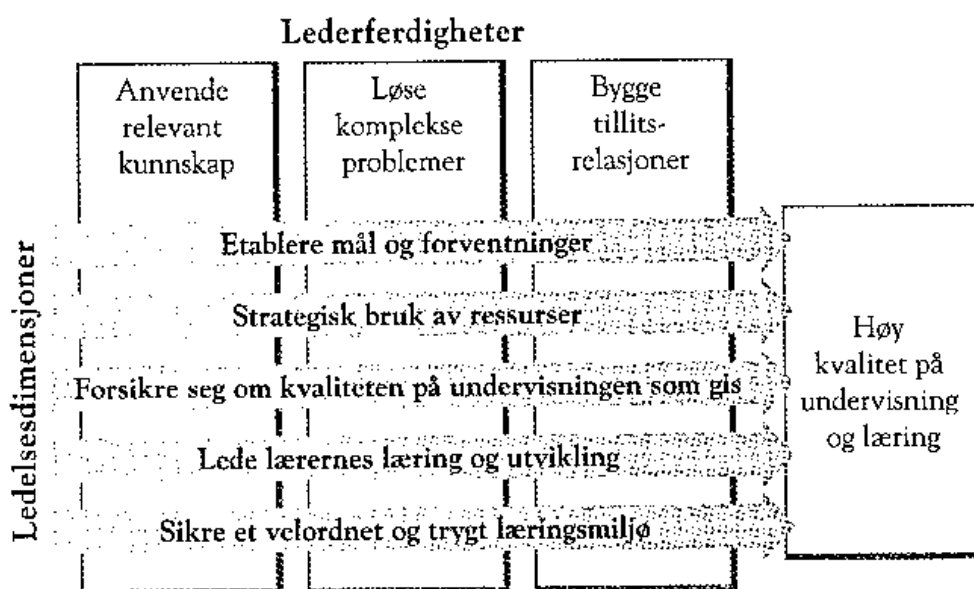 Lederferdigheter
Anvende
relevant
kunnskap
Løse
komplekse
problemer
Bygge
tillits-
relasjoner
Ledelsesdimensjoner
Etablere mål og forventninger
Strategisk bruk av ressurser
Forsikre seg om kvaliteten på undervisningen som gis
Lede lærernes læring og utvikling
Sikre et velordnet og trygt læringsmiljø
Høy
kvalitet på
undervisning
og læring